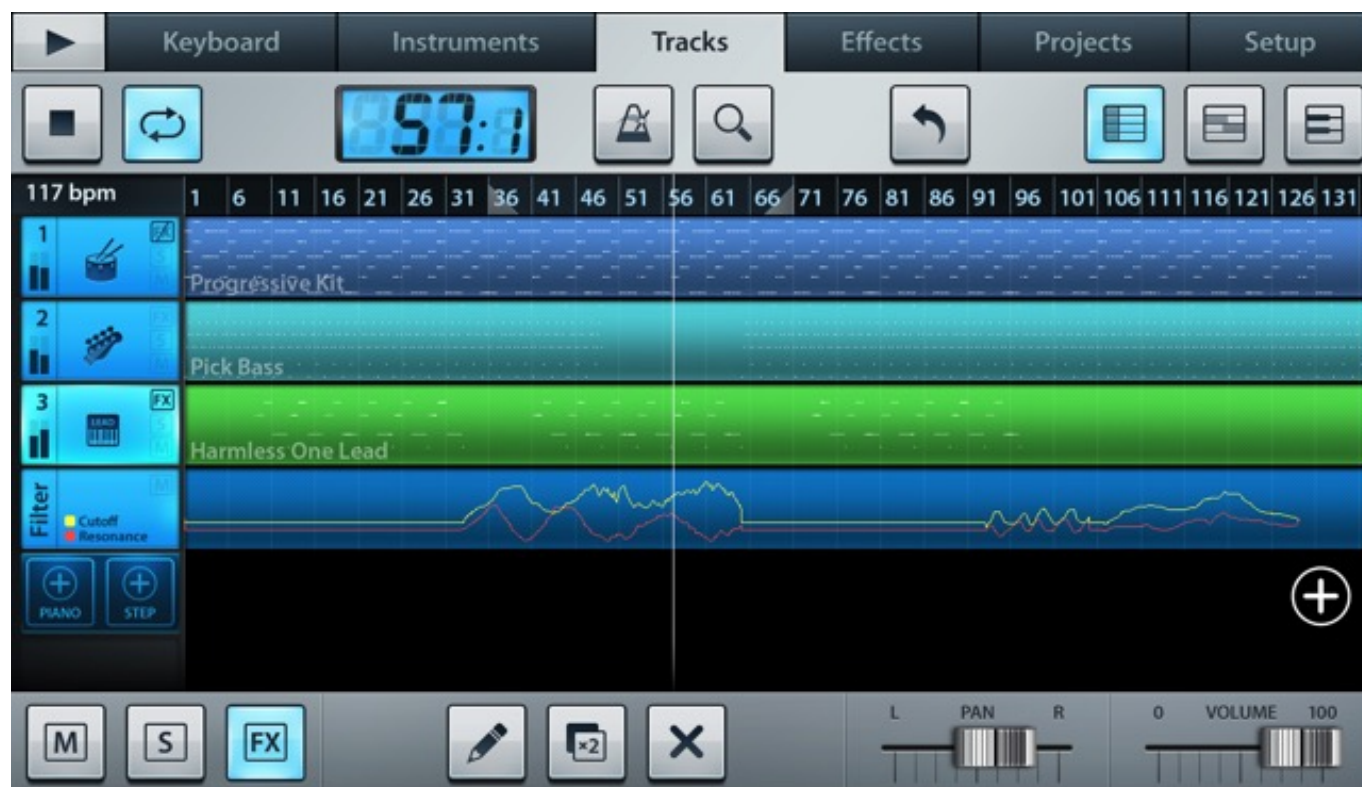 Keyboard Instruments Tracks Effects Projects Setup
57:1
117 bpm 1 6 11 16 21 26 31 36 41 46 51 56 61 66 71 76 81 86 91 96 101 106 111 116 121 126 131
1 FX S M
Progressive Kit
2 FX S M
Pick Bass
3 FX S M
LEAD
Harmless One Lead
Filter M
Cutoff
Resonance
PIANO STEP
L PAN R 0 VOLUME 100
M S FX ×2